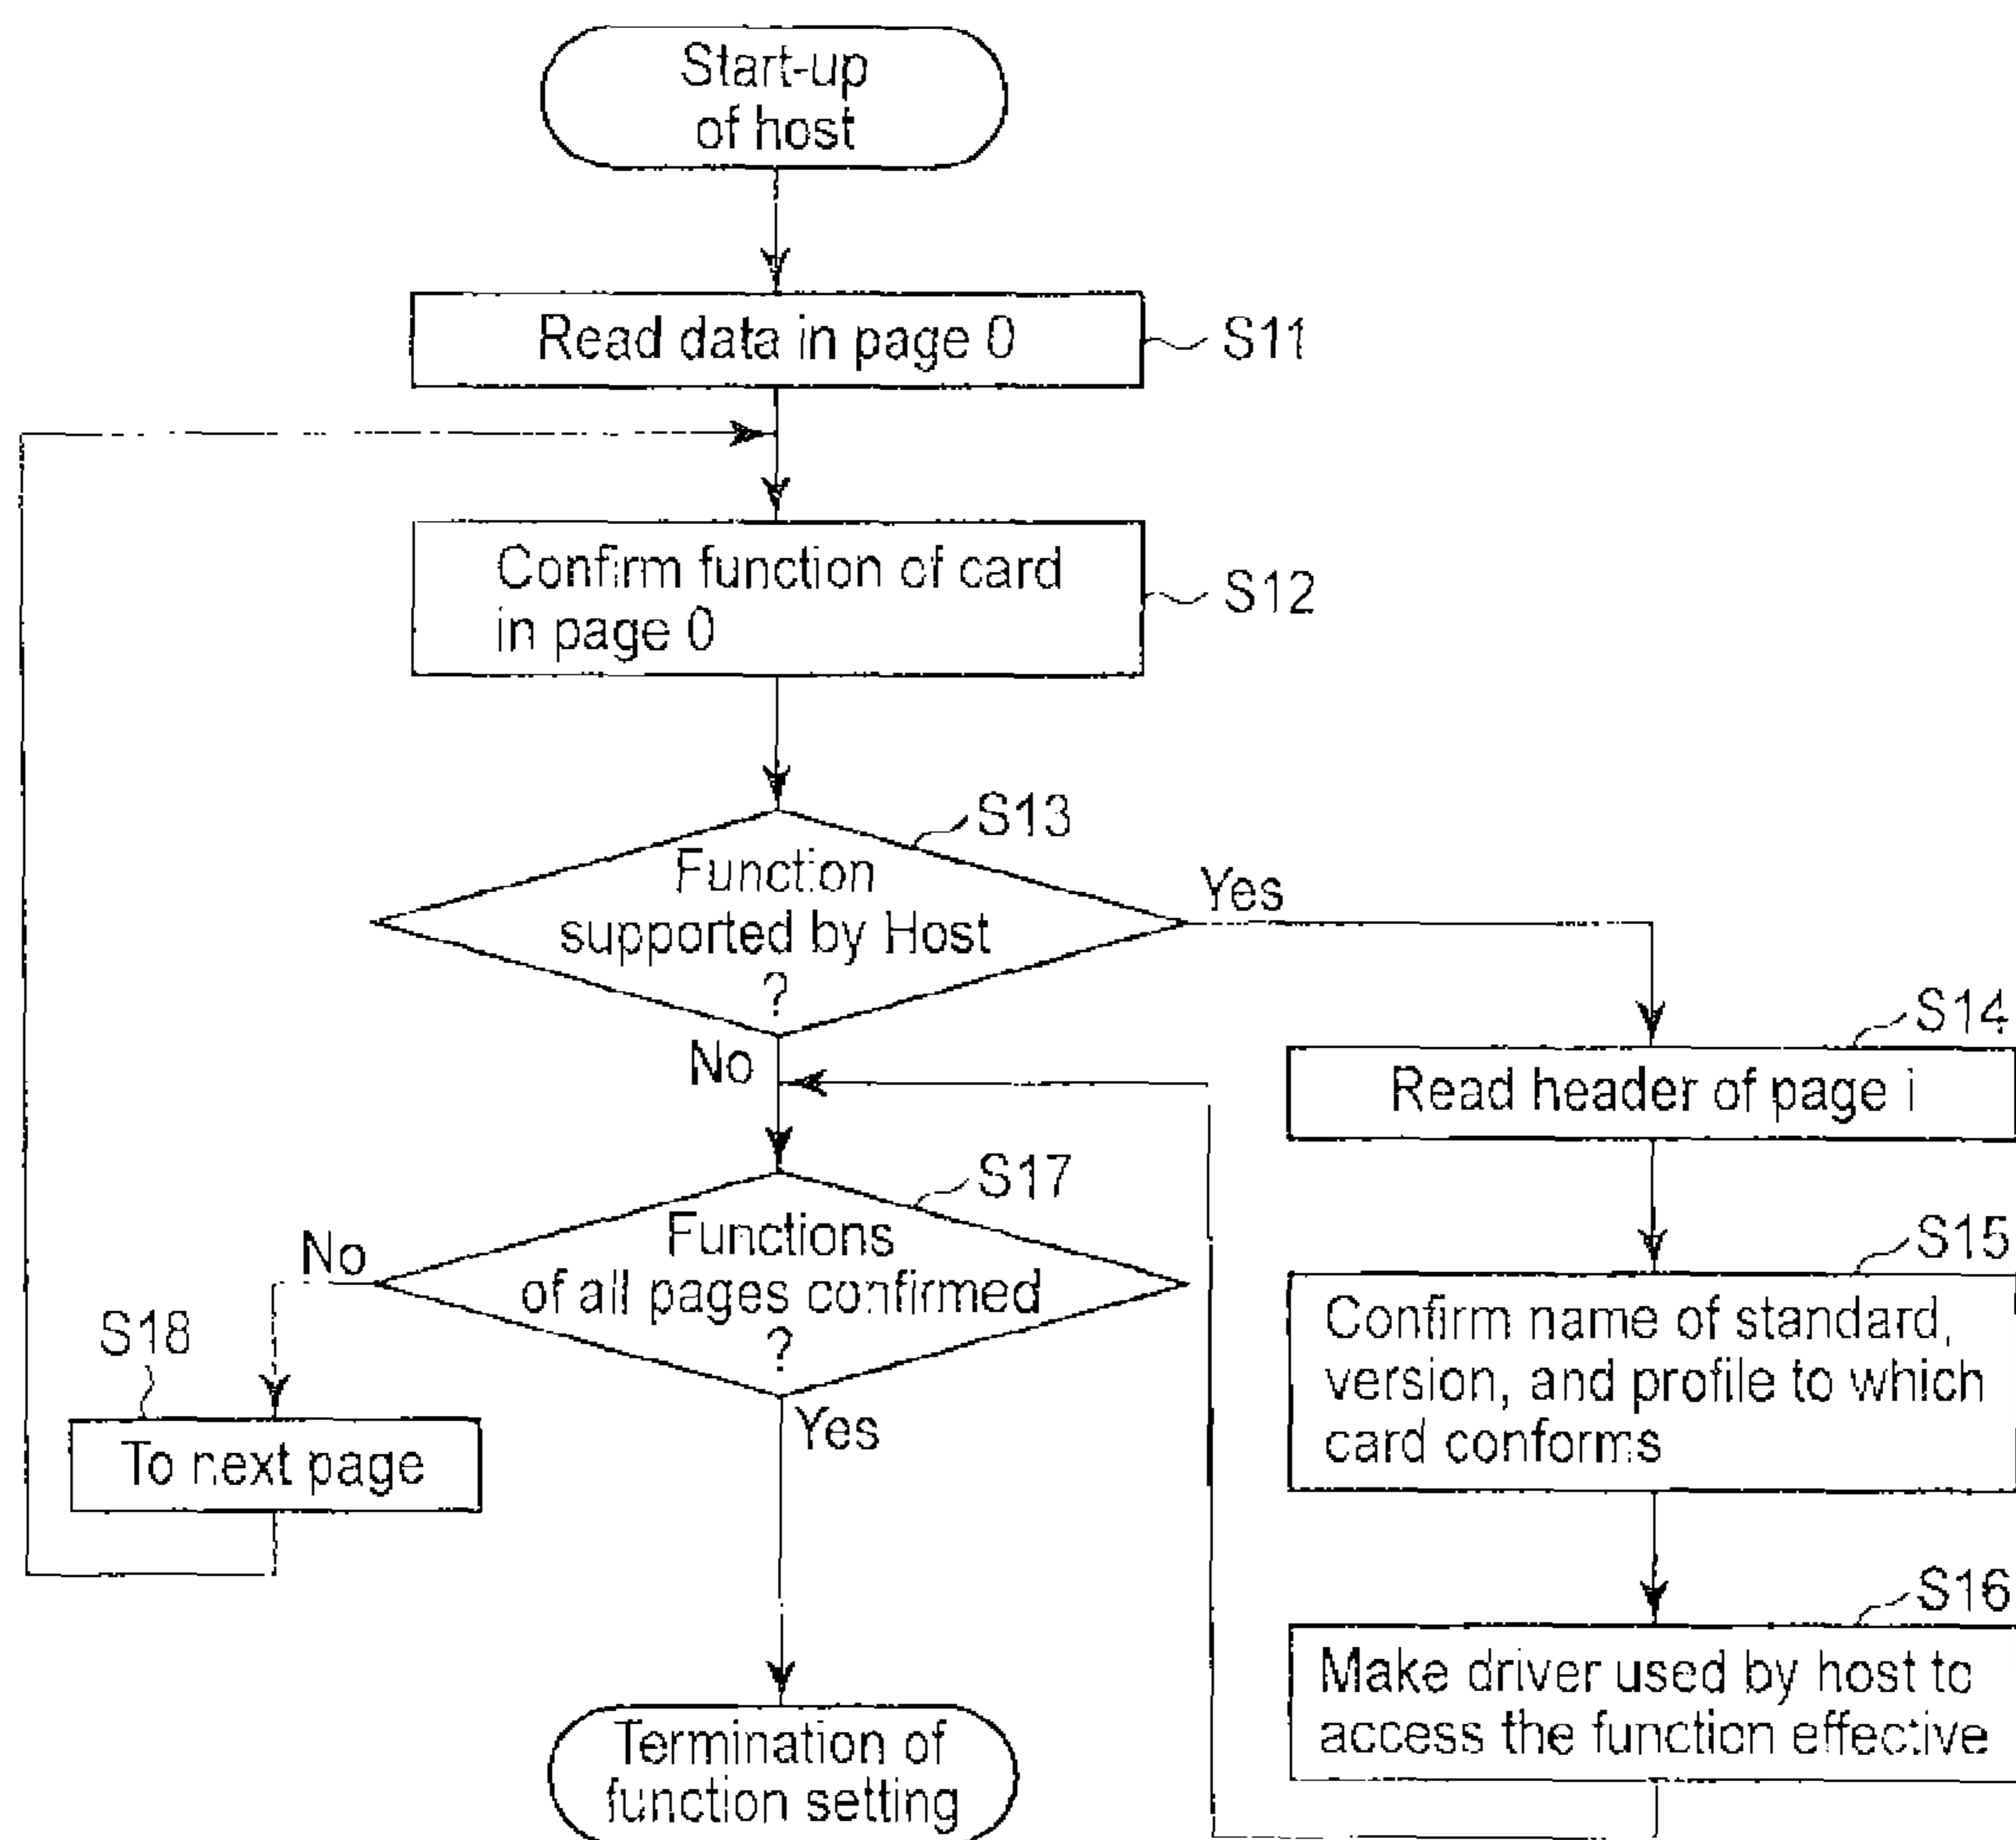 Start-up
of host
Read data in page 0
S11
Confirm function of card
in page 0
S12
S13
Function
supported by Host
?
Yes
No
S14
Read header of page i
S15
Confirm name of standard,
version, and profile to which
card conforms
S16
Make driver used by host to
access the function effective
S17
Functions
of all pages confirmed
?
No
Yes
S18
To next page
Termination of
function setting